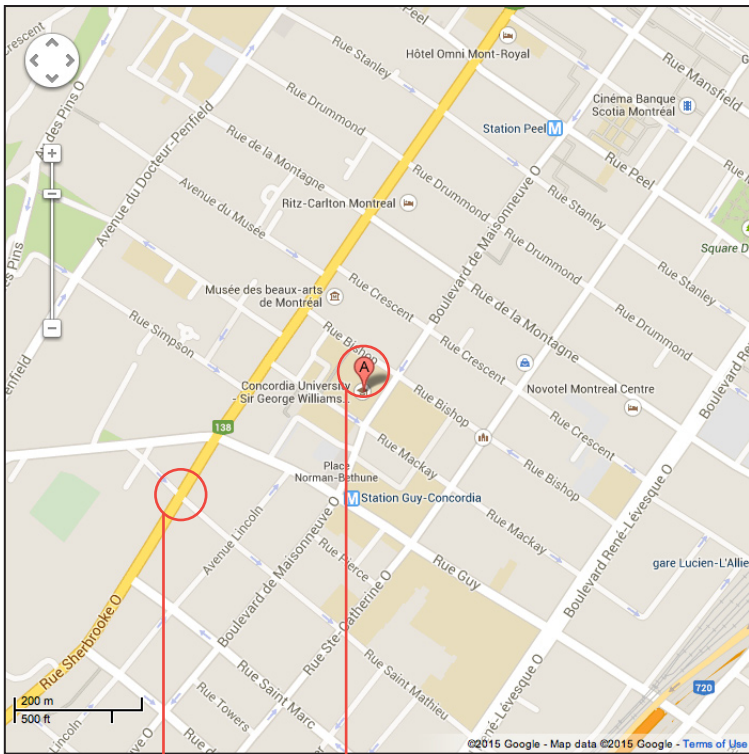 Crescent
Rue Stanley
Hôtel Omni Mont-Royal
Rue Mansfield
Av des Pins O
Avenue du Docteur-Penfield
Rue Drummond
Cinéma Banque
Scotia Montréal
Station Peel
M
Rue de la Montagne
Rue Drummond
Rue Peel
Avenue du Musée
Ritz-Carlton Montreal
Boulevard de Maisonneuve O
Rue Stanley
Rue Drummond
Square D
des Pins
Musée des beaux-arts
de Montréal
Rue Crescent
Rue de la Montagne
Rue Stanley
Rue Simpson
Rue Bishop
Rue Crescent
Rue Drummond
Penfield
A
Concordia University
- Sir George Williams..
Rue Bishop
Novotel Montreal Centre
Boulevard René-Lévesque O
138
Rue Mackay
Rue Crescent
Place
Norman-Bethune
M
Station Guy-Concordia
Rue Bishop
Avenue Lincoln
Boulevard de Maisonneuve O
Rue Pierce
Rue Mackay
Boulevard René-Lévesque O
gare Lucien-L'Allie
Rue Guy
Rue Sherbrooke O
Rue Ste-Catherine O
René-Lévesque O
Rue Saint Mathieu
Rue Saint Marc
Rue Towers
720
200 m
500 ft
©2015 Google - Map data ©2015 Google - Terms of Use